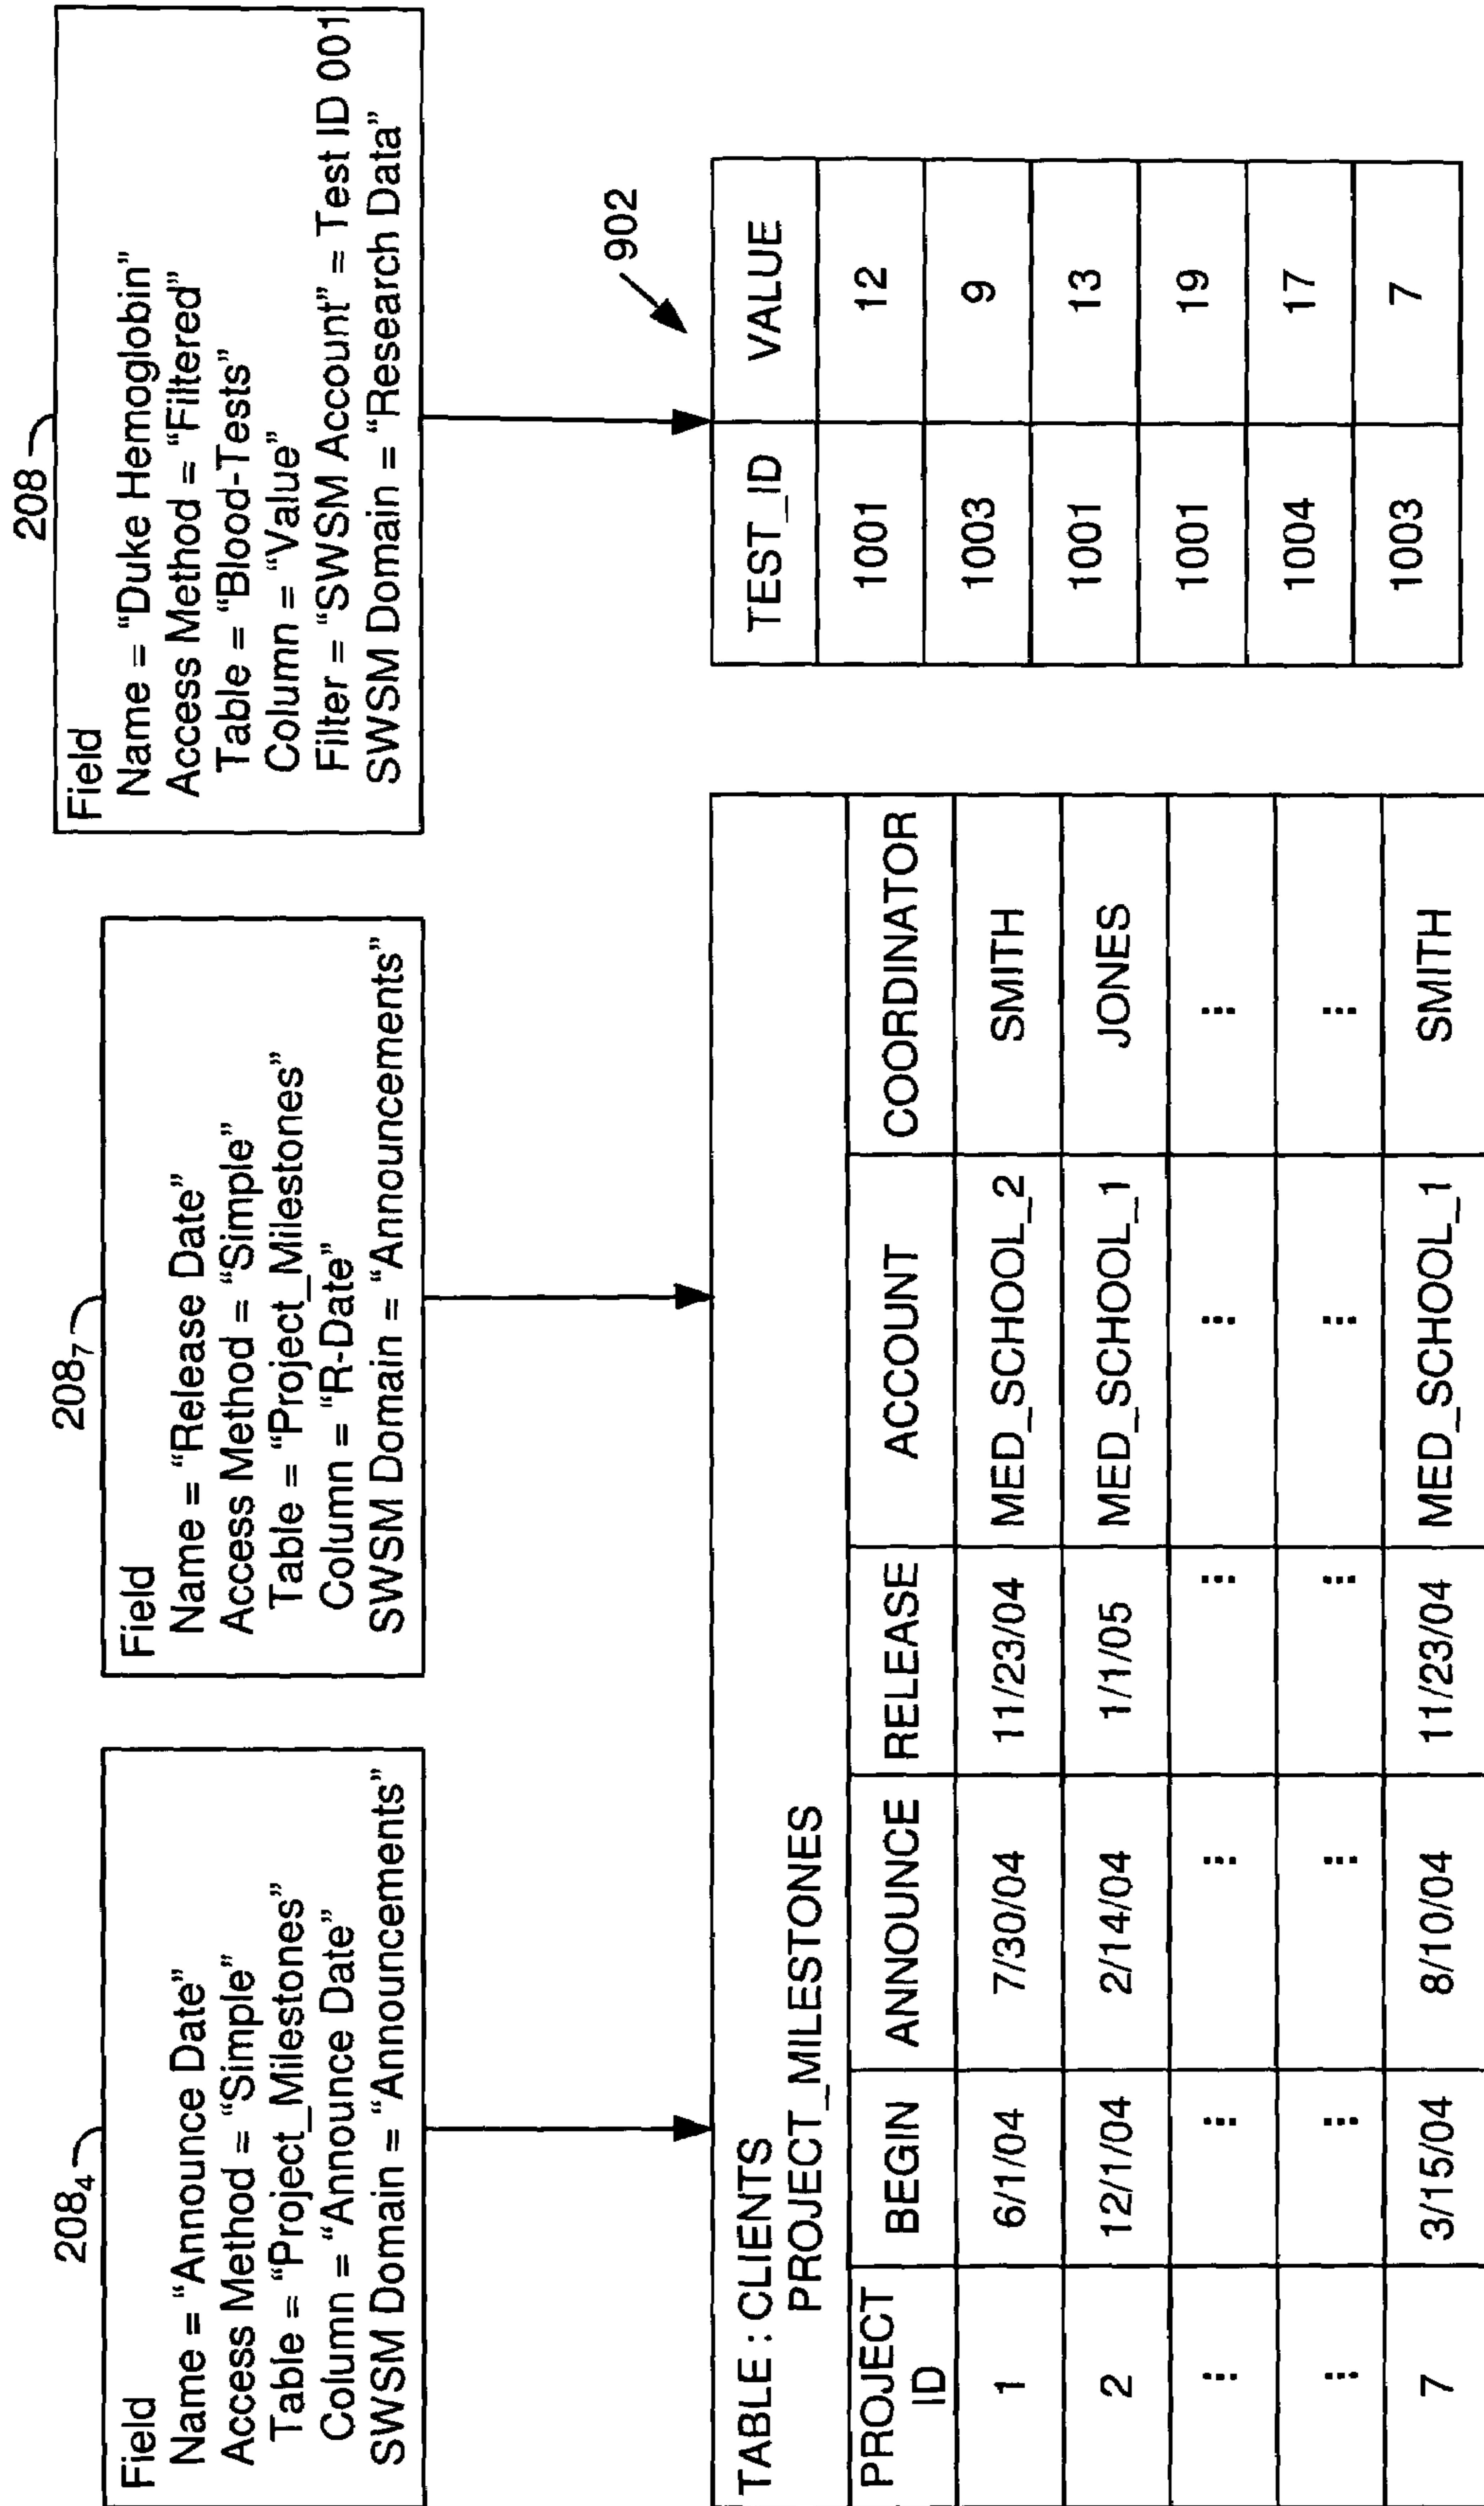 208₄
Field
Name = “Announce Date”
Access Method = “Simple”
Table = “Project_Milestones”
Column = “Announce Date”
SWSM Domain = “Announcements”
208₇
Field
Name = “Release Date”
Access Method = “Simple”
Table = “Project_Milestones”
Column = “R-Date”
SWSM Domain = “Announcements”
208
Field
Name = “Duke Hemoglobin”
Access Method = “Filtered”
Table = “Blood-Tests”
Column = “Value”
Filter = “SWSM Account” = Test ID 001
SWSM Domain = “Research Data”
TABLE : CLIENTS
PROJECT_MILESTONES
PROJECT ID BEGIN ANNOUNCE RELEASE ACCOUNT COORDINATOR
1 6/1/04 7/30/04 11/23/04 MED_SCHOOL_2 SMITH
2 12/1/04 2/14/04 1/1/05 MED_SCHOOL_1 JONES
⋮ ⋮ ⋮ ⋮ ⋮ ⋮
⋮ ⋮ ⋮ ⋮ ⋮ ⋮
7 3/15/04 8/10/04 11/23/04 MED_SCHOOL_1 SMITH
902
TEST_ID VALUE
1001 12
1003 9
1001 13
1001 19
1004 17
1003 7